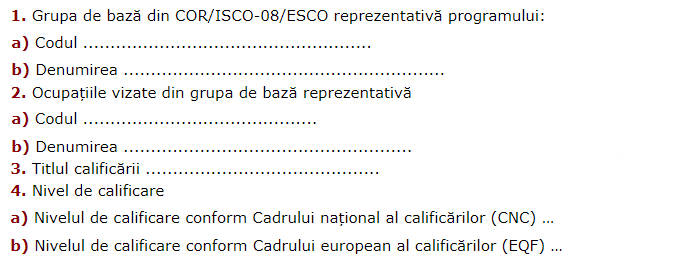 1. Grupa de bază din COR/ISCO-08/ESCO reprezentativă programului:
a) Codul .....................................................
b) Denumirea ...........................................................
2. Ocupațiile vizate din grupa de bază reprezentativă
a) Codul ...........................................
b) Denumirea .....................................................
3. Titlul calificării ...........................................
4. Nivel de calificare
a) Nivelul de calificare conform Cadrului național al calificărilor (CNC) ...
b) Nivelul de calificare conform Cadrului european al calificărilor (EQF) ...